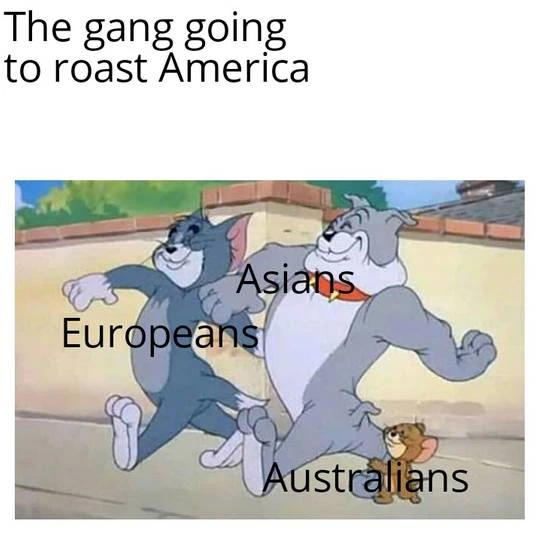 The gang going
to roast America
Asians
Europeans
Australians